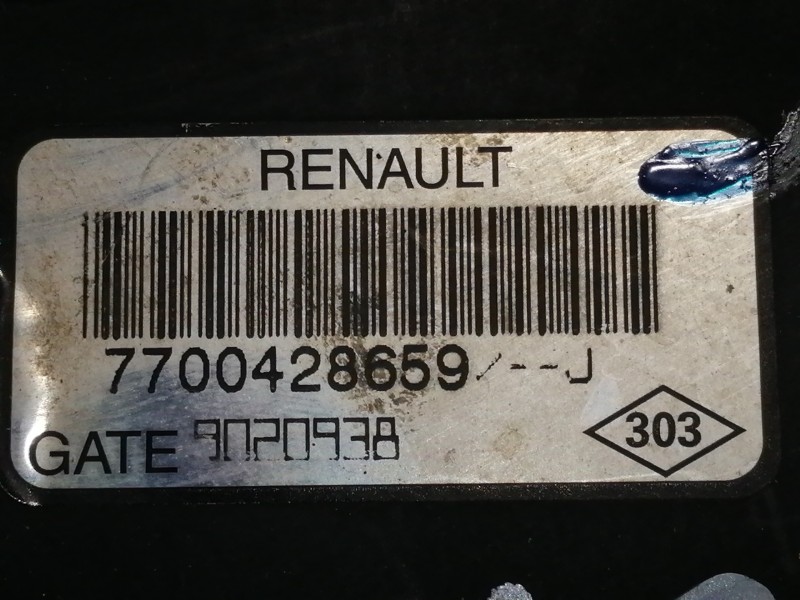 RENAULT
7700428659/--J
GATE 9020938
303